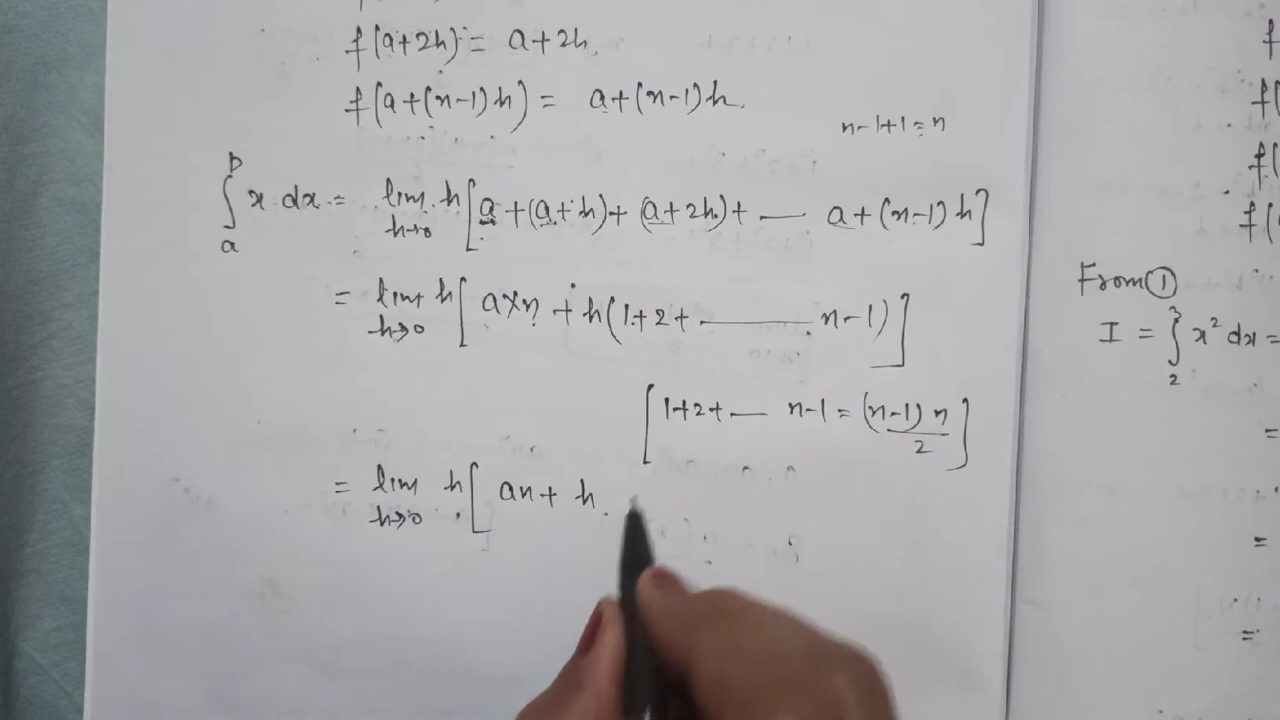 f(a+2h) = a+2h.
f(a+(n-1)h) = a+(n-1)h.
n-1+1=n
∫ₐᵇ x dx = lim h→0 h[a+(a+h)+(a+2h)+ — a+(n-1)h]
= lim h→0 h[a×n + h(1+2+ —— n-1)]
[1+2+ — n-1 = (n-1)n/2]
= lim h→0 h[an+h.
From ①
I = ∫₂³ x² dx =
=
=
=